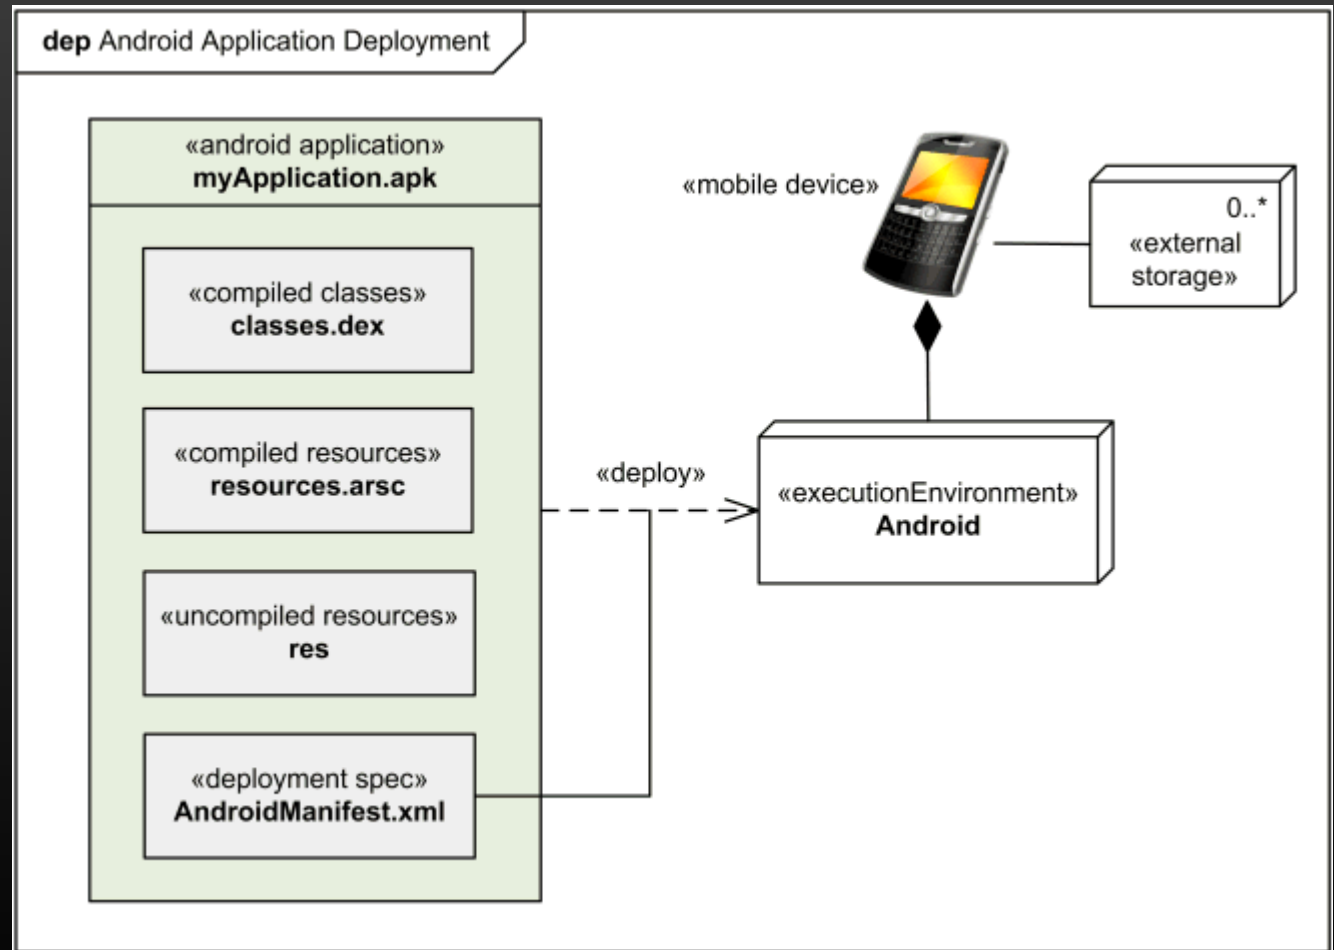 dep Android Application Deployment
«android application»
myApplication.apk
«compiled classes»
classes.dex
«compiled resources»
resources.arsc
«uncompiled resources»
res
«deployment spec»
AndroidManifest.xml
«deploy»
«mobile device»
0..*
«external
storage»
«executionEnvironment»
Android